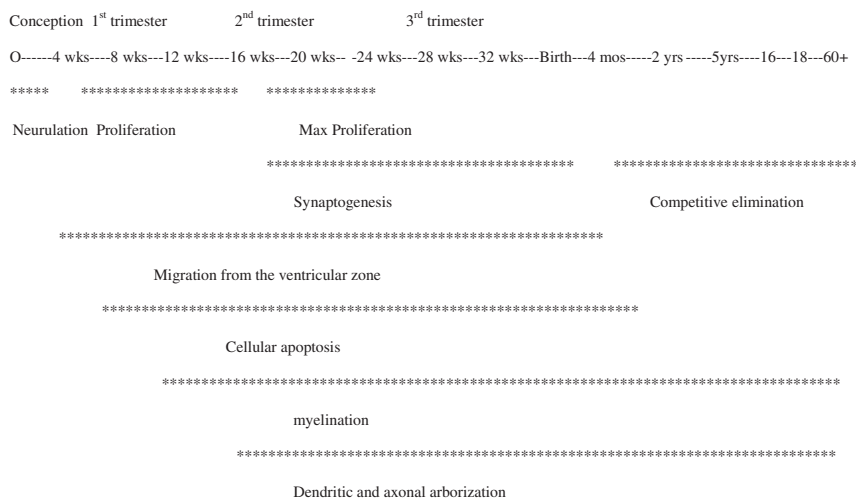 Conception 1st trimester 2nd trimester 3rd trimester
O------4 wks----8 wks---12 wks----16 wks---20 wks-- -24 wks---28 wks---32 wks---Birth---4 mos-----2 yrs -----5yrs----16---18---60+
***** ******************** **************
Neurulation Proliferation Max Proliferation
*************************************** *******************************
Synaptogenesis Competitive elimination
**********************************************************************
Migration from the ventricular zone
********************************************************************
Cellular apoptosis
**************************************************************************************
myelination
****************************************************************************
Dendritic and axonal arborization